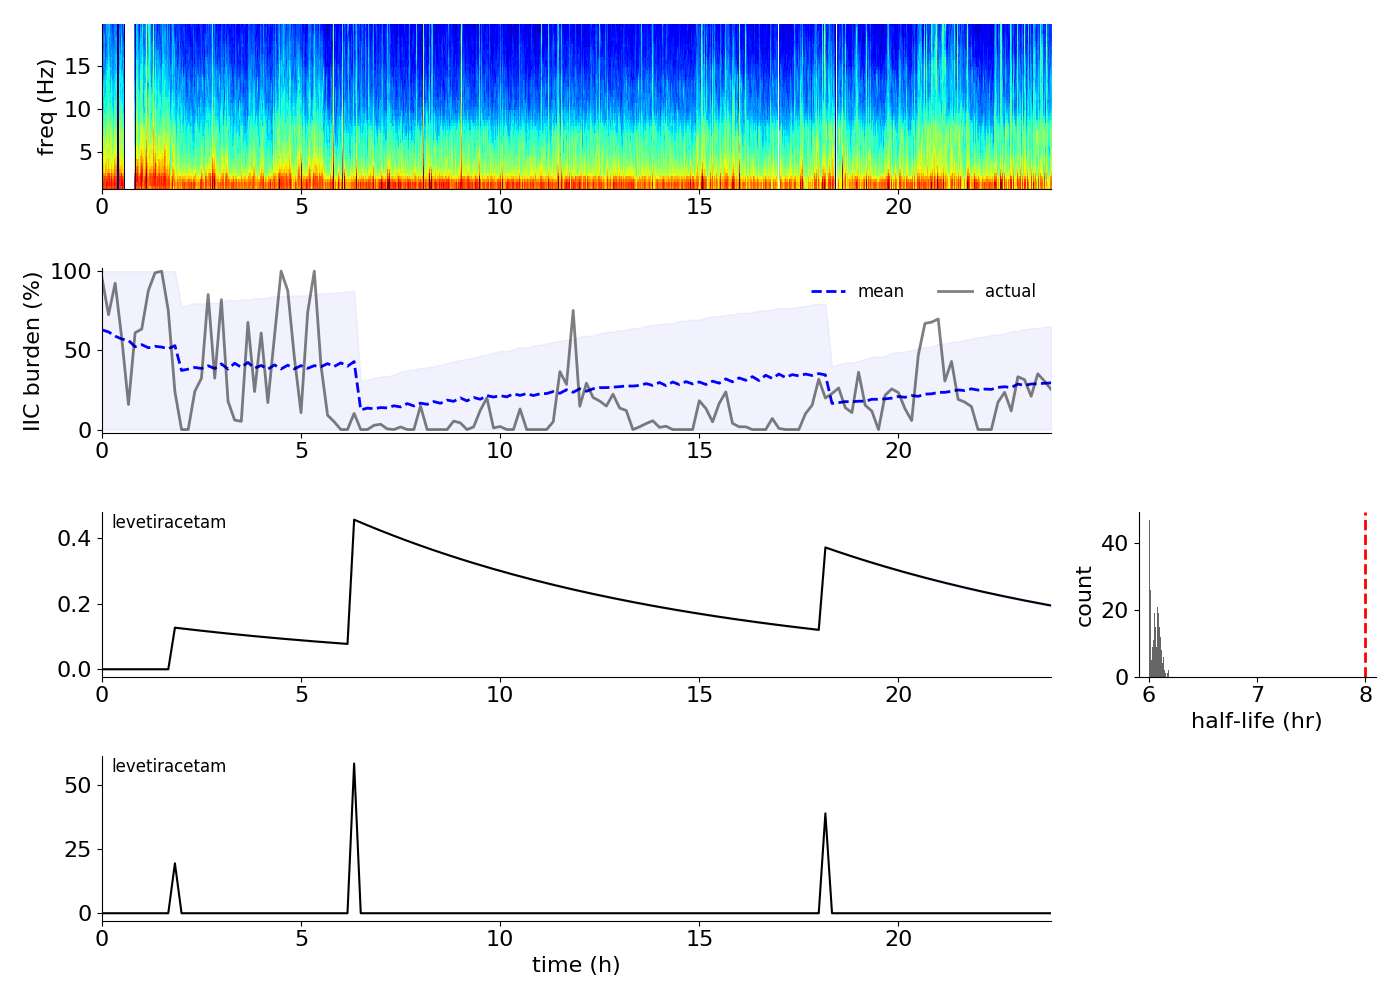 freq (Hz)
15
10
5
0 5 10 15 20
IIC burden (%)
100
50
0
mean actual
0 5 10 15 20
levetiracetam
0.4
0.2
0.0
0 5 10 15 20
count
40
20
0
6 7 8
half-life (hr)
levetiracetam
50
25
0
0 5 10 15 20
time (h)